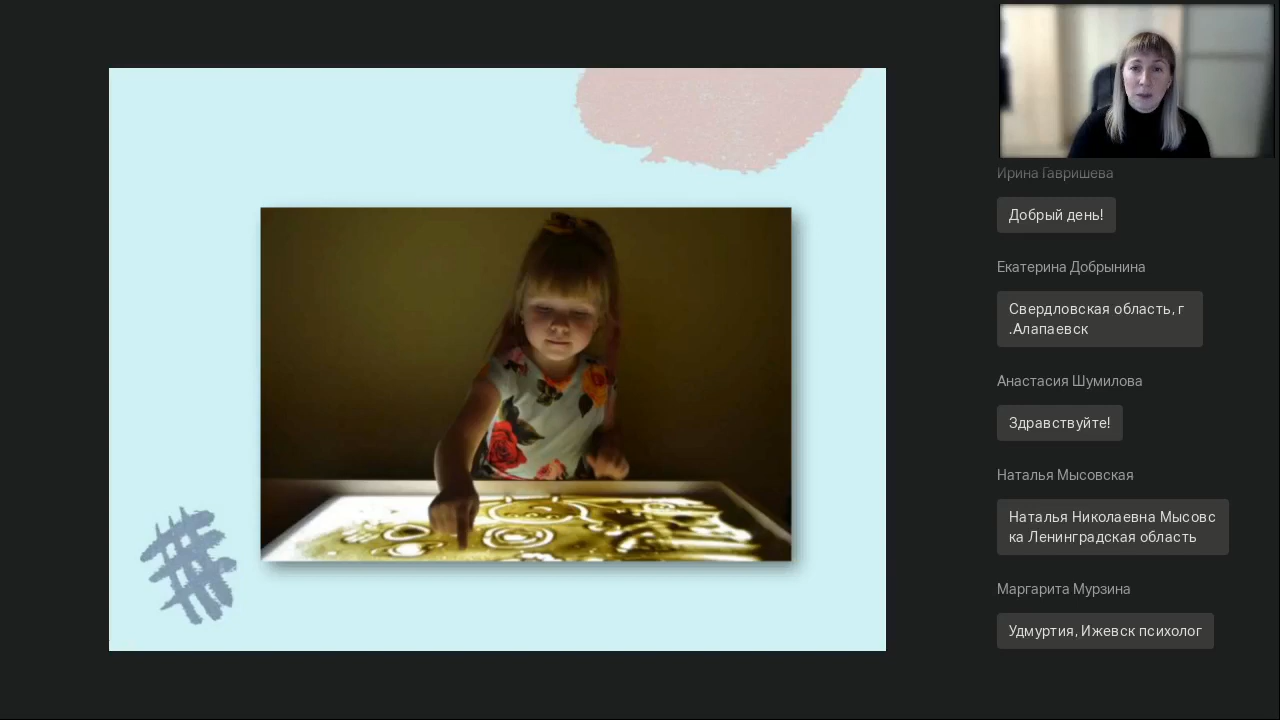 Ирина Гавришева
Добрый день!
Екатерина Добрынина
Свердловская область, г
.Алапаевск
Анастасия Шумилова
Здравствуйте!
Наталья Мысовская
Наталья Николаевна Мысовс
ка Ленинградская область
Маргарита Мурзина
Удмуртия, Ижевск психолог